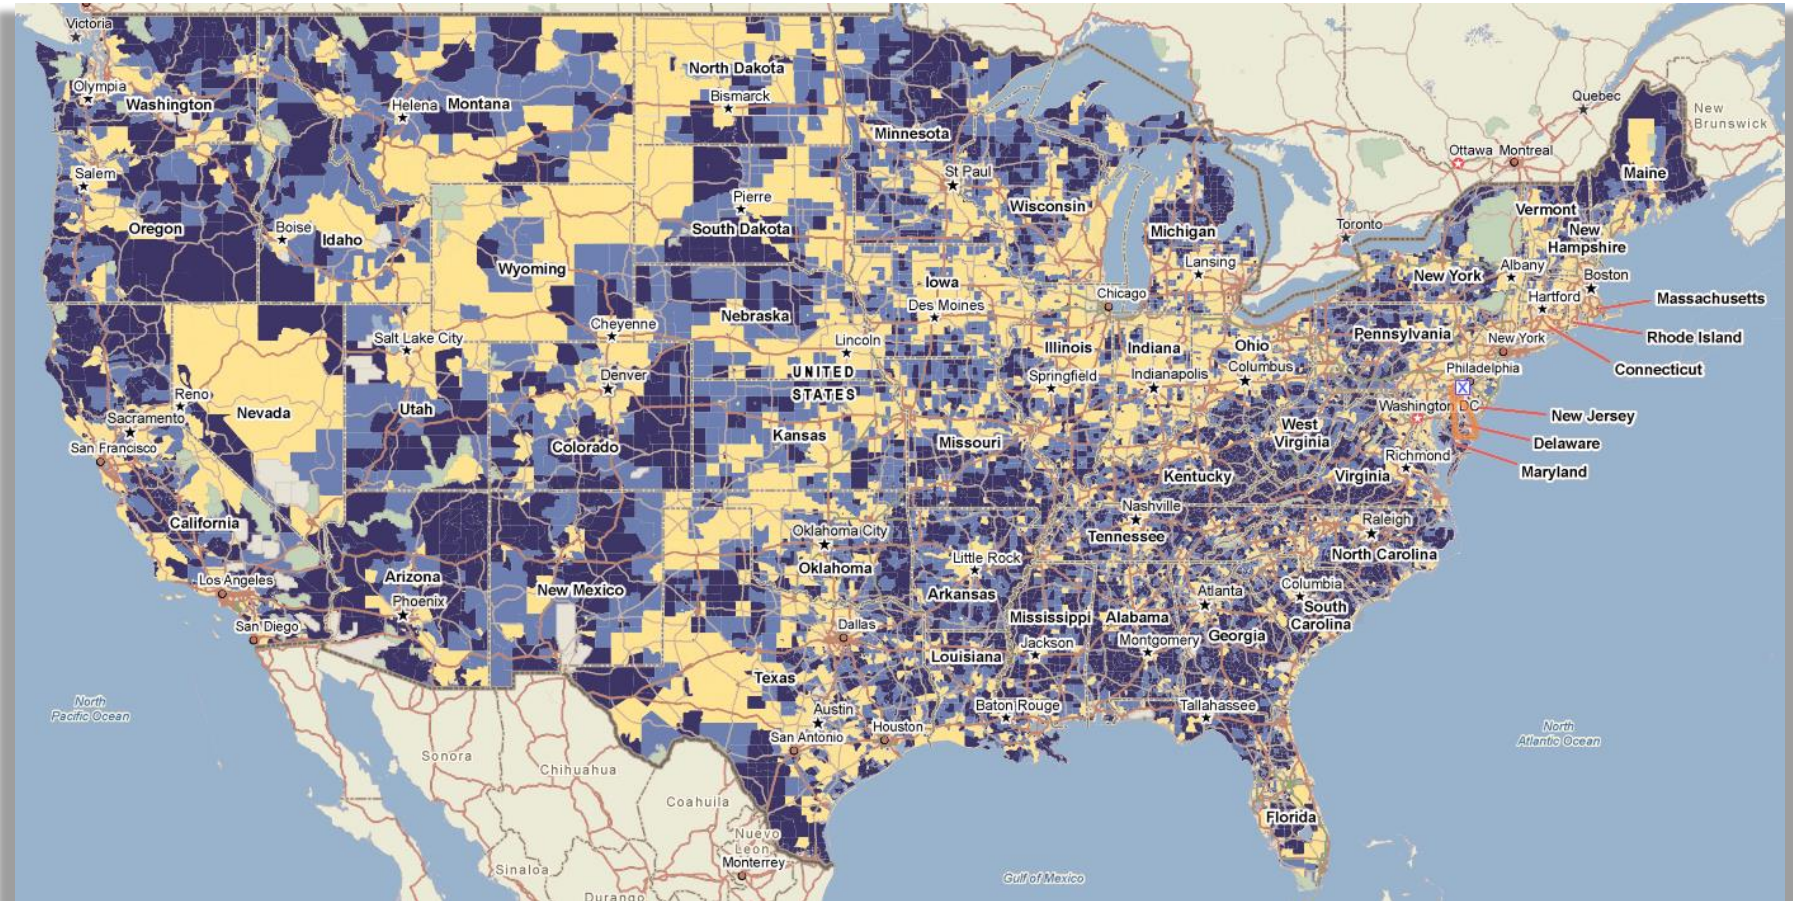 Victoria
Olympia
Washington
Helena
Montana
North Dakota
Bismarck
Minnesota
Quebec
New
Brunswick
Ottawa
Montreal
Maine
Salem
St Paul
Pierre
Wisconsin
Vermont
Oregon
Boise
Idaho
South Dakota
Michigan
Toronto
New
Hampshire
Wyoming
Lansing
New York
Albany
Boston
Iowa
Chicago
Hartford
Massachusetts
Nebraska
Des Moines
Cheyenne
Salt Lake City
Lincoln
Illinois
Indiana
Ohio
Pennsylvania
New York
Rhode Island
UNITED
STATES
Denver
Springfield
Indianapolis
Columbus
Philadelphia
Connecticut
Reno
Nevada
Utah
Sacramento
San Francisco
Colorado
Kansas
Missouri
West
Virginia
Washington DC
New Jersey
Delaware
Richmond
Maryland
Kentucky
Virginia
California
Nashville
Oklahoma City
Tennessee
Raleigh
North Carolina
Los Angeles
Arizona
Phoenix
New Mexico
Oklahoma
Little Rock
Arkansas
Atlanta
Columbia
South
Carolina
San Diego
Dallas
Mississippi
Alabama
Georgia
Louisiana
Jackson
Montgomery
Texas
North
Pacific Ocean
Austin
Baton Rouge
Tallahassee
Houston
San Antonio
North
Atlantic Ocean
Sonora
Chihuahua
Coahuila
Florida
Nuevo
Leon
Monterrey
Sinaloa
Gulf of Mexico
Durango